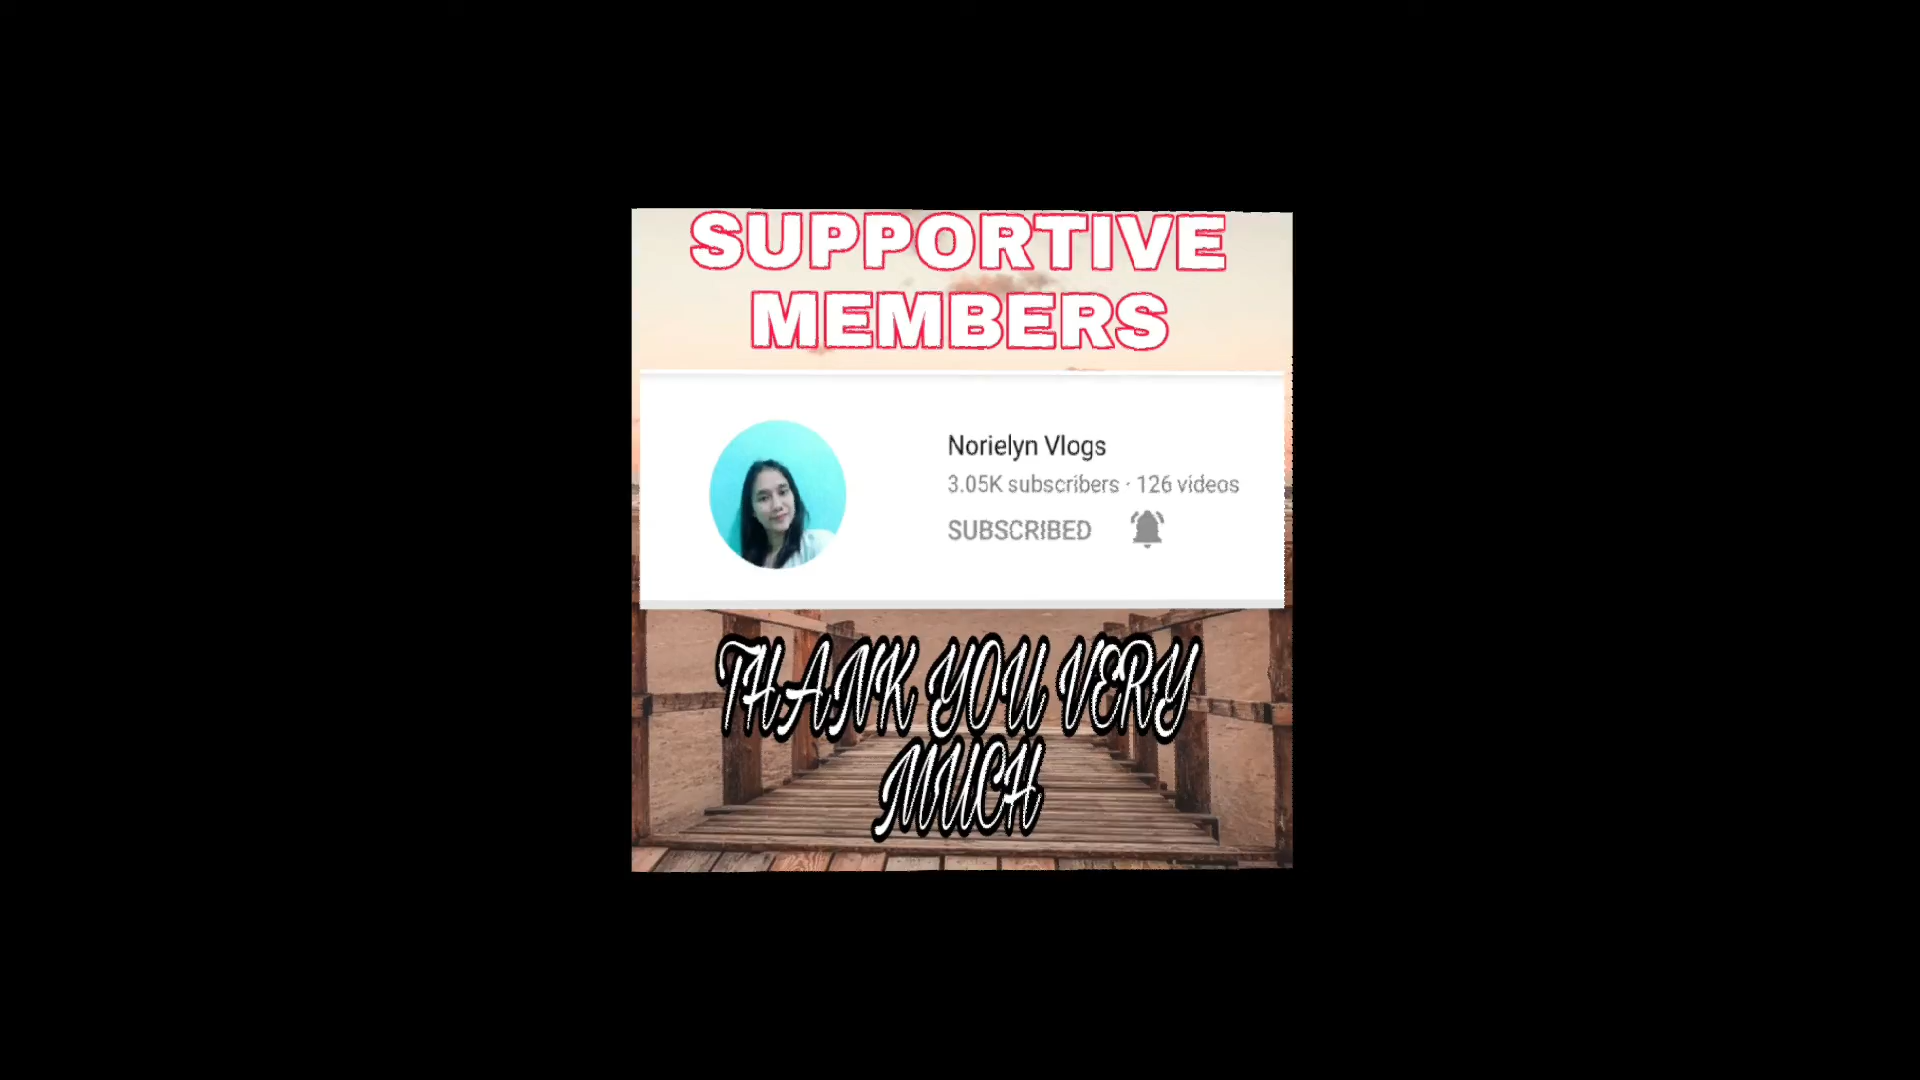 SUPPORTIVE
MEMBERS
Norielyn Vlogs
3.05K subscribers · 126 videos
SUBSCRIBED
THANK YOU VERY
MUCH